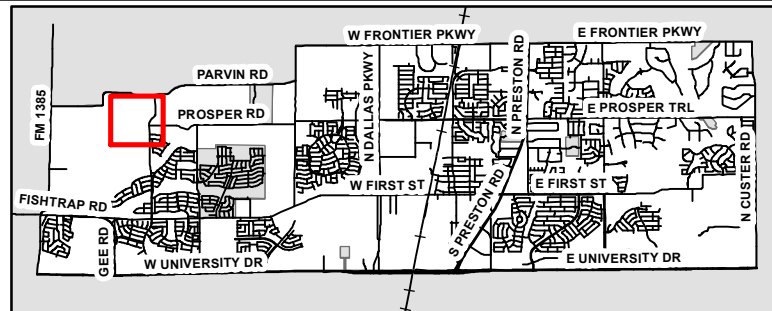 W FRONTIER PKWY
E FRONTIER PKWY
PARVIN RD
FM 1385
PROSPER RD
N DALLAS PKWY
N PRESTON RD
E PROSPER TRL
N CUSTER RD
W FIRST ST
E FIRST ST
FISHTRAP RD
S PRESTON RD
GEE RD
W UNIVERSITY DR
E UNIVERSITY DR